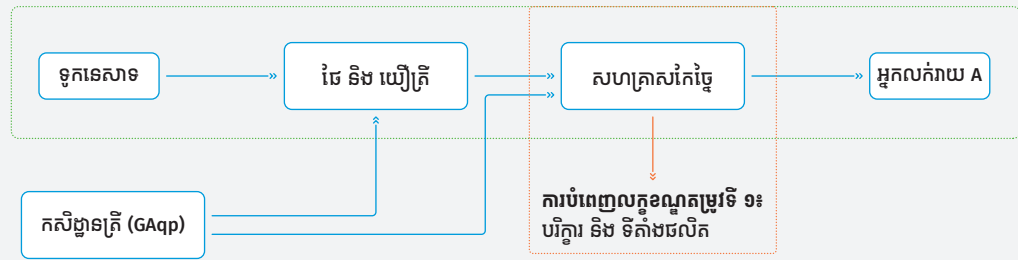 ទូកនេសាទ
ផែ និង ឃឿត្រី
សហគ្រាសកែច្នៃ
អ្នកលក់រាយ A
កសិដ្ឋានត្រី (GAqp)
ការបំពេញលក្ខខណ្ឌតម្រូវទី ១៖
បរិក្ខារ និង ទីតាំងផលិត